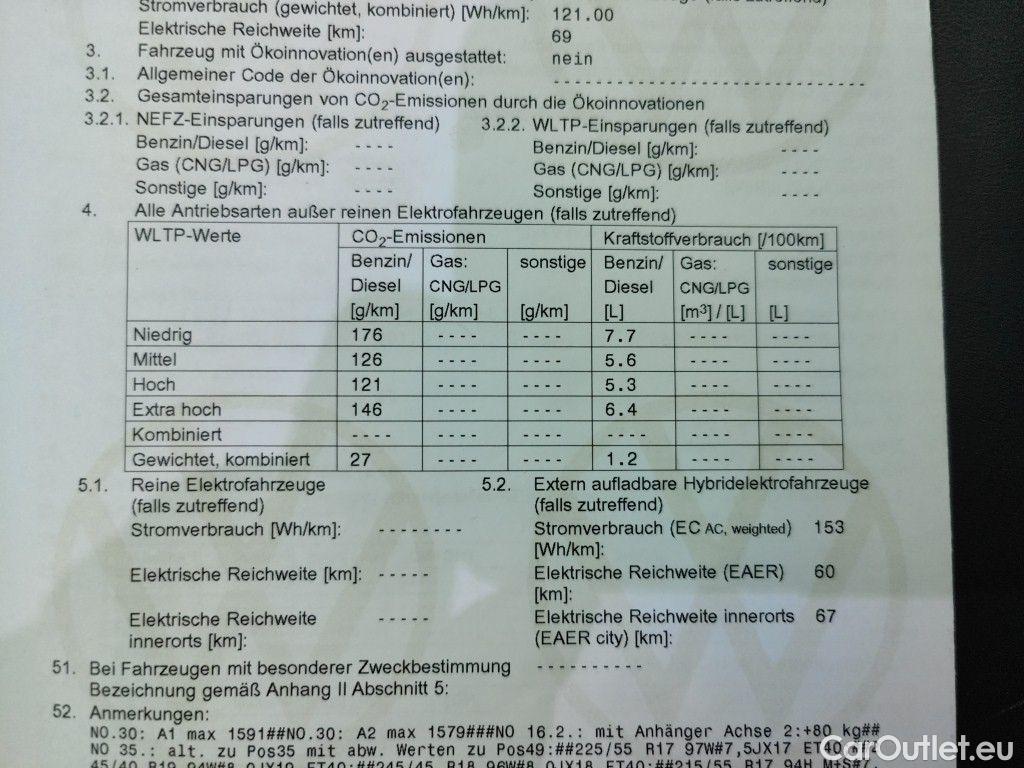 Stromverbrauch (gewichtet, kombiniert) [Wh/km]: 121.00
Elektrische Reichweite [km]: 69
3. Fahrzeug mit Ökoinnovation(en) ausgestattet: nein
3.1. Allgemeiner Code der Ökoinnovation(en): - - - - - - - - - - - - - - - - - - - - - - - - - - - - -
3.2. Gesamteinsparungen von CO2-Emissionen durch die Ökoinnovationen
3.2.1. NEFZ-Einsparungen (falls zutreffend) 3.2.2. WLTP-Einsparungen (falls zutreffend)
Benzin/Diesel [g/km]: - - - - Benzin/Diesel [g/km]: - - - -
Gas (CNG/LPG) [g/km]: - - - - Gas (CNG/LPG) [g/km]: - - - -
Sonstige [g/km]: - - - - Sonstige [g/km]: - - - -
4. Alle Antriebsarten außer reinen Elektrofahrzeugen (falls zutreffend)
WLTP-Werte CO2-Emissionen Kraftstoffverbrauch [/100km]
Benzin/ Gas: sonstige Benzin/ Gas: sonstige
Diesel CNG/LPG Diesel CNG/LPG
[g/km] [g/km] [g/km] [L] [m³] / [L] [L]
Niedrig 176 - - - - - - - - 7.7 - - - - - - - -
Mittel 126 - - - - - - - - 5.6 - - - - - - - -
Hoch 121 - - - - - - - - 5.3 - - - - - - - -
Extra hoch 146 - - - - - - - - 6.4 - - - - - - - -
Kombiniert - - - - - - - - - - - - - - - - - - - - - - - -
Gewichtet, kombiniert 27 - - - - - - - - 1.2 - - - - - - - -
5.1. Reine Elektrofahrzeuge 5.2. Extern aufladbare Hybridelektrofahrzeuge
(falls zutreffend) (falls zutreffend)
Stromverbrauch [Wh/km]: - - - - - - - - Stromverbrauch (EC AC, weighted) 153
[Wh/km]:
Elektrische Reichweite [km]: - - - - - Elektrische Reichweite (EAER) 60
[km]:
Elektrische Reichweite - - - - - Elektrische Reichweite innerorts 67
innerorts [km]: (EAER city) [km]:
51. Bei Fahrzeugen mit besonderer Zweckbestimmung - - - - - - - - - -
Bezeichnung gemäß Anhang II Abschnitt 5:
52. Anmerkungen:
NO.30: A1 max 1591##NO.30: A2 max 1579###NO 16.2.: mit Anhänger Achse 2:+80 kg##
NO 35.: alt. zu Pos35 mit abw. Werten zu Pos49:##225/55 R17 97W#7,5JX17 ET40
CarOutlet.eu